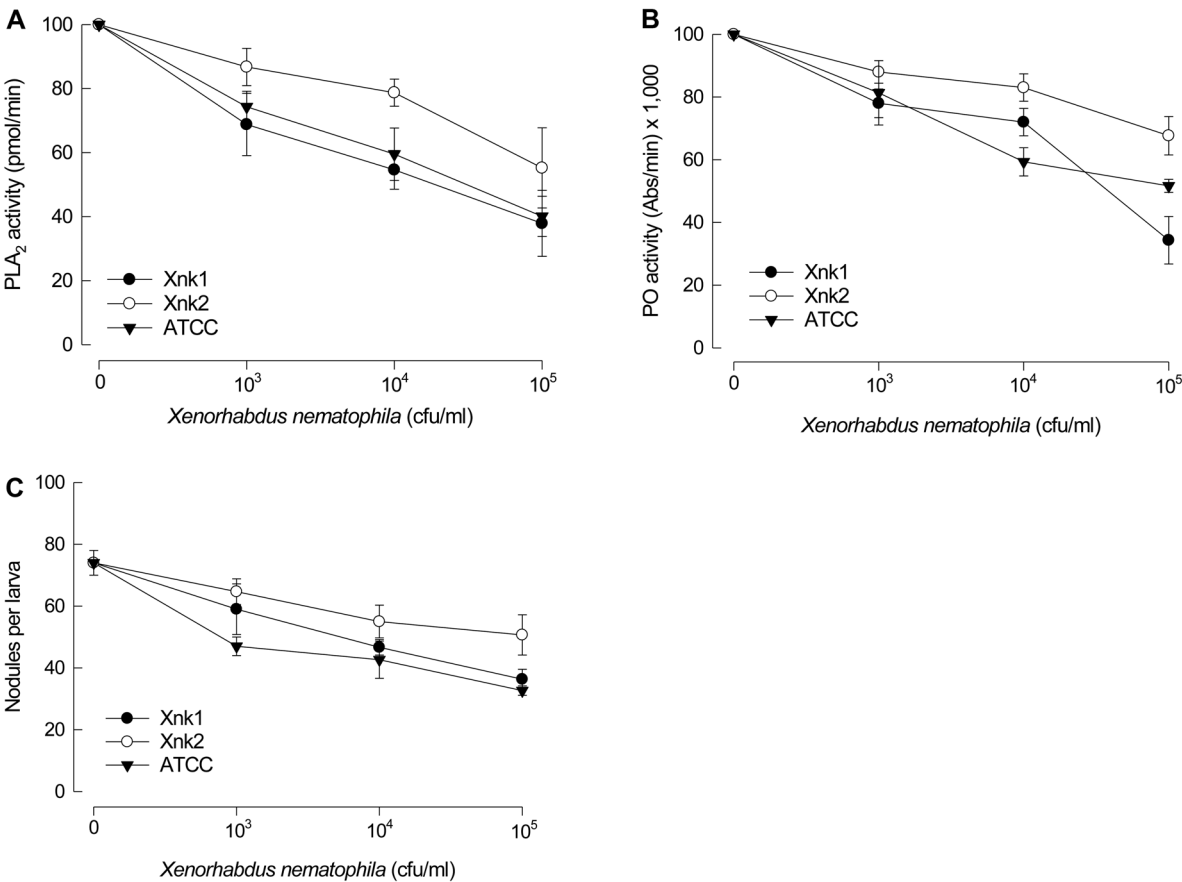 A
PLA2 activity (pmol/min)
100
80
60
40
20
0
Xnk1
Xnk2
ATCC
0 10³ 10⁴ 10⁵
Xenorhabdus nematophila (cfu/ml)
B
PO activity (Abs/min) x 1,000
100
80
60
40
20
0
Xnk1
Xnk2
ATCC
0 10³ 10⁴ 10⁵
Xenorhabdus nematophila (cfu/ml)
C
Nodules per larva
100
80
60
40
20
0
Xnk1
Xnk2
ATCC
0 10³ 10⁴ 10⁵
Xenorhabdus nematophila (cfu/ml)